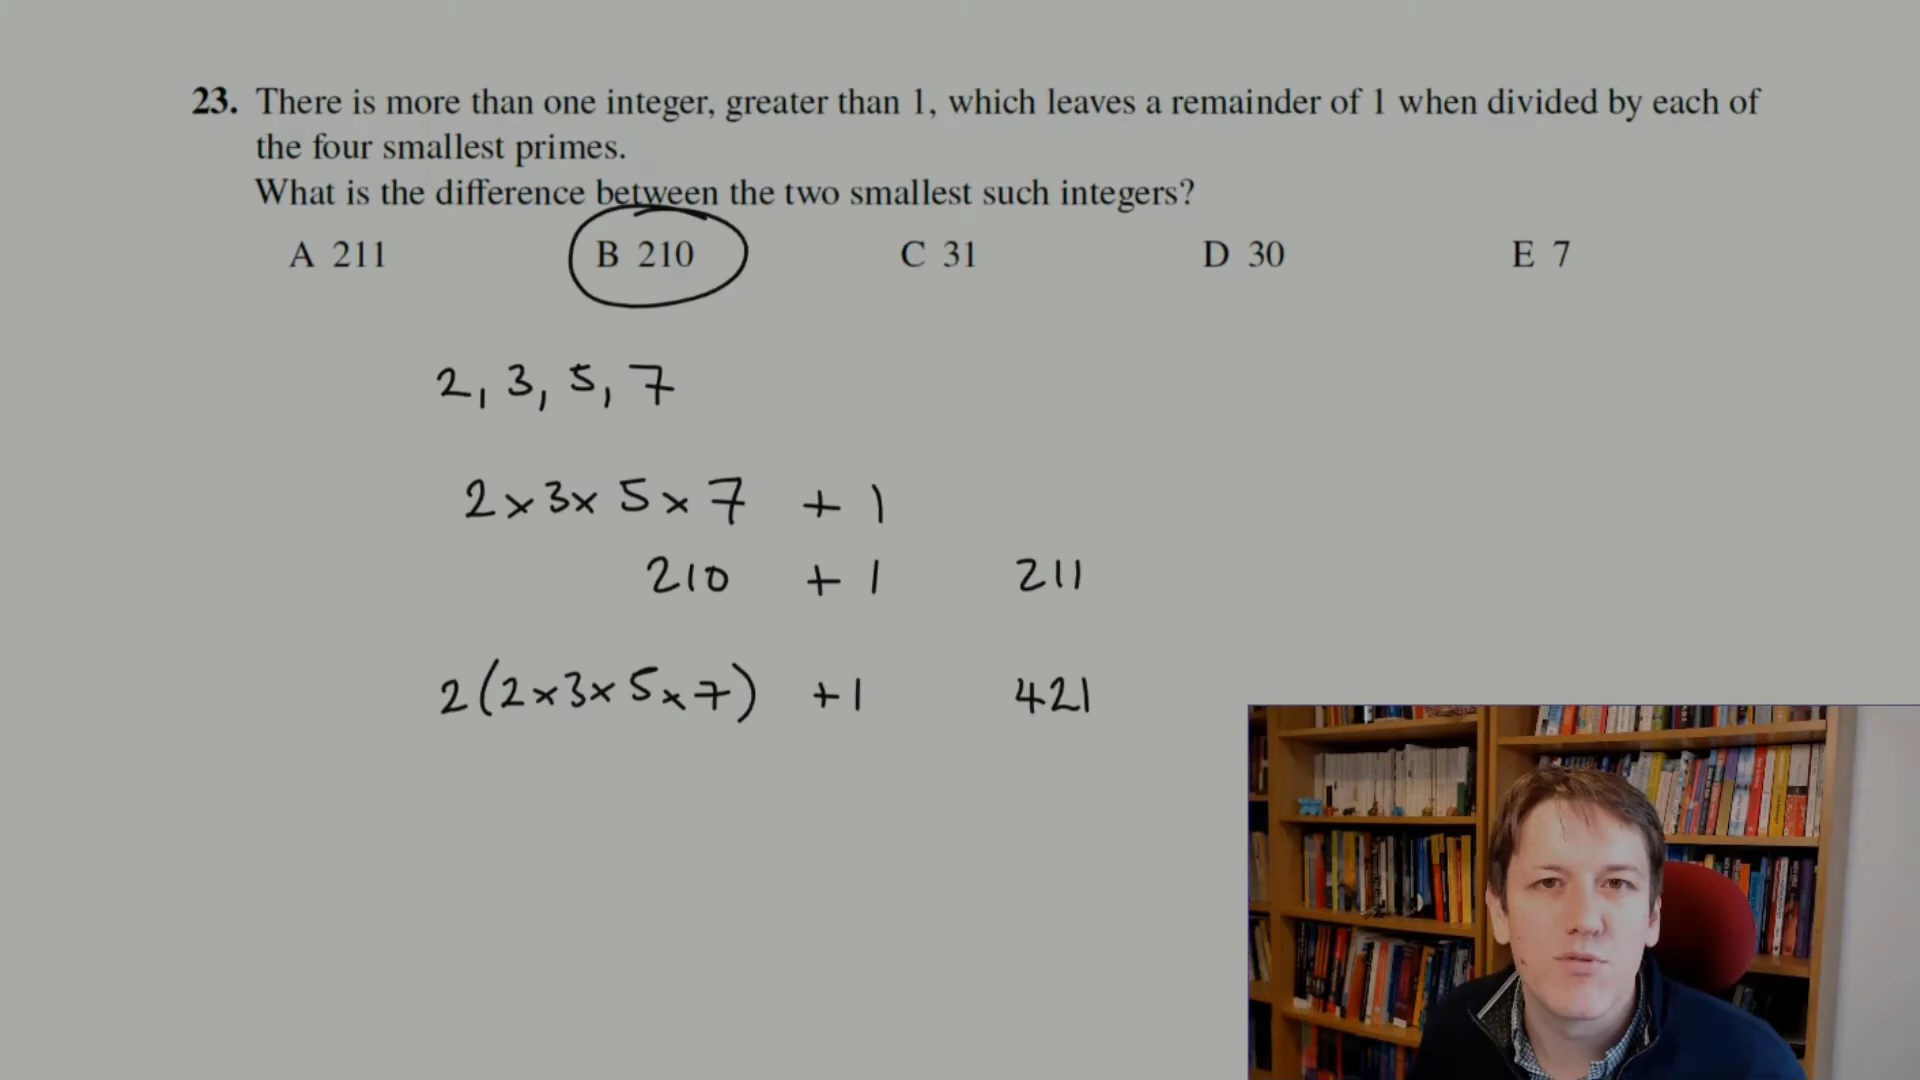 23. There is more than one integer, greater than 1, which leaves a remainder of 1 when divided by each of
the four smallest primes.
What is the difference between the two smallest such integers?
A 211 B 210 C 31 D 30 E 7
2, 3, 5, 7
2 × 3 × 5 × 7 + 1
210 + 1 211
2(2 × 3 × 5 × 7) + 1 421